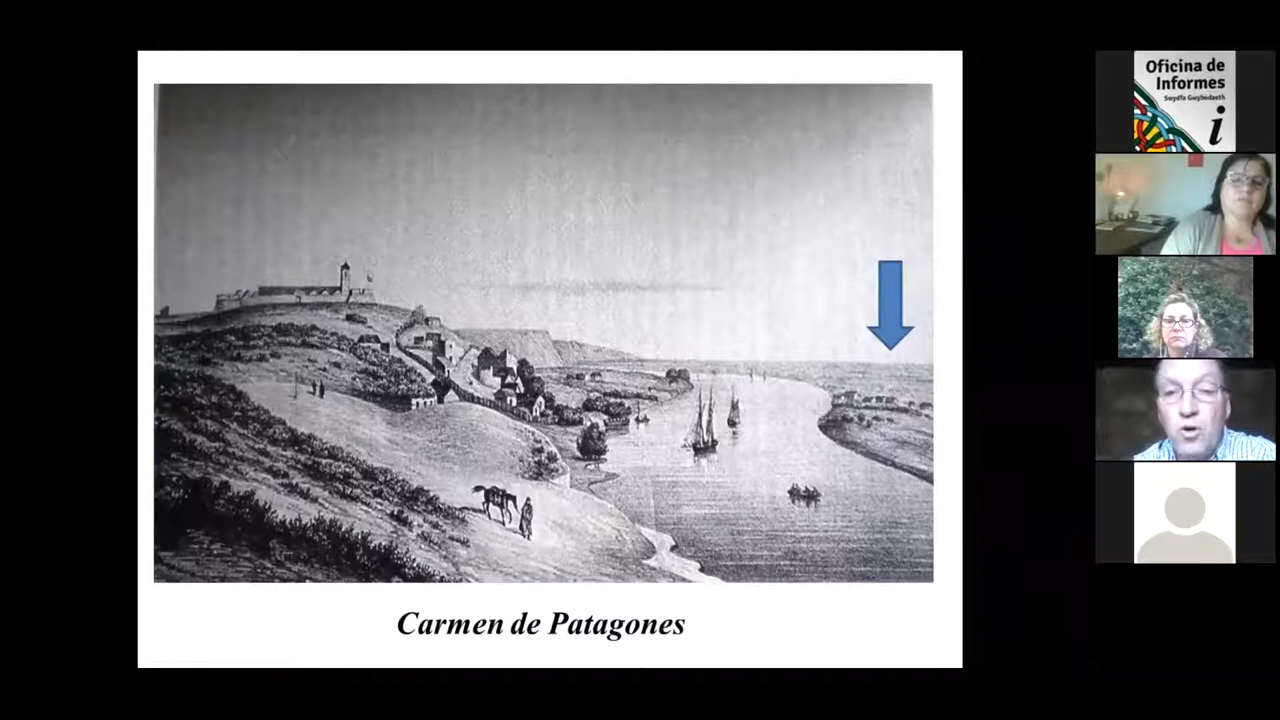 Carmen de Patagones
Oficina de
Informes
Swyddfa Gwybodaeth
i